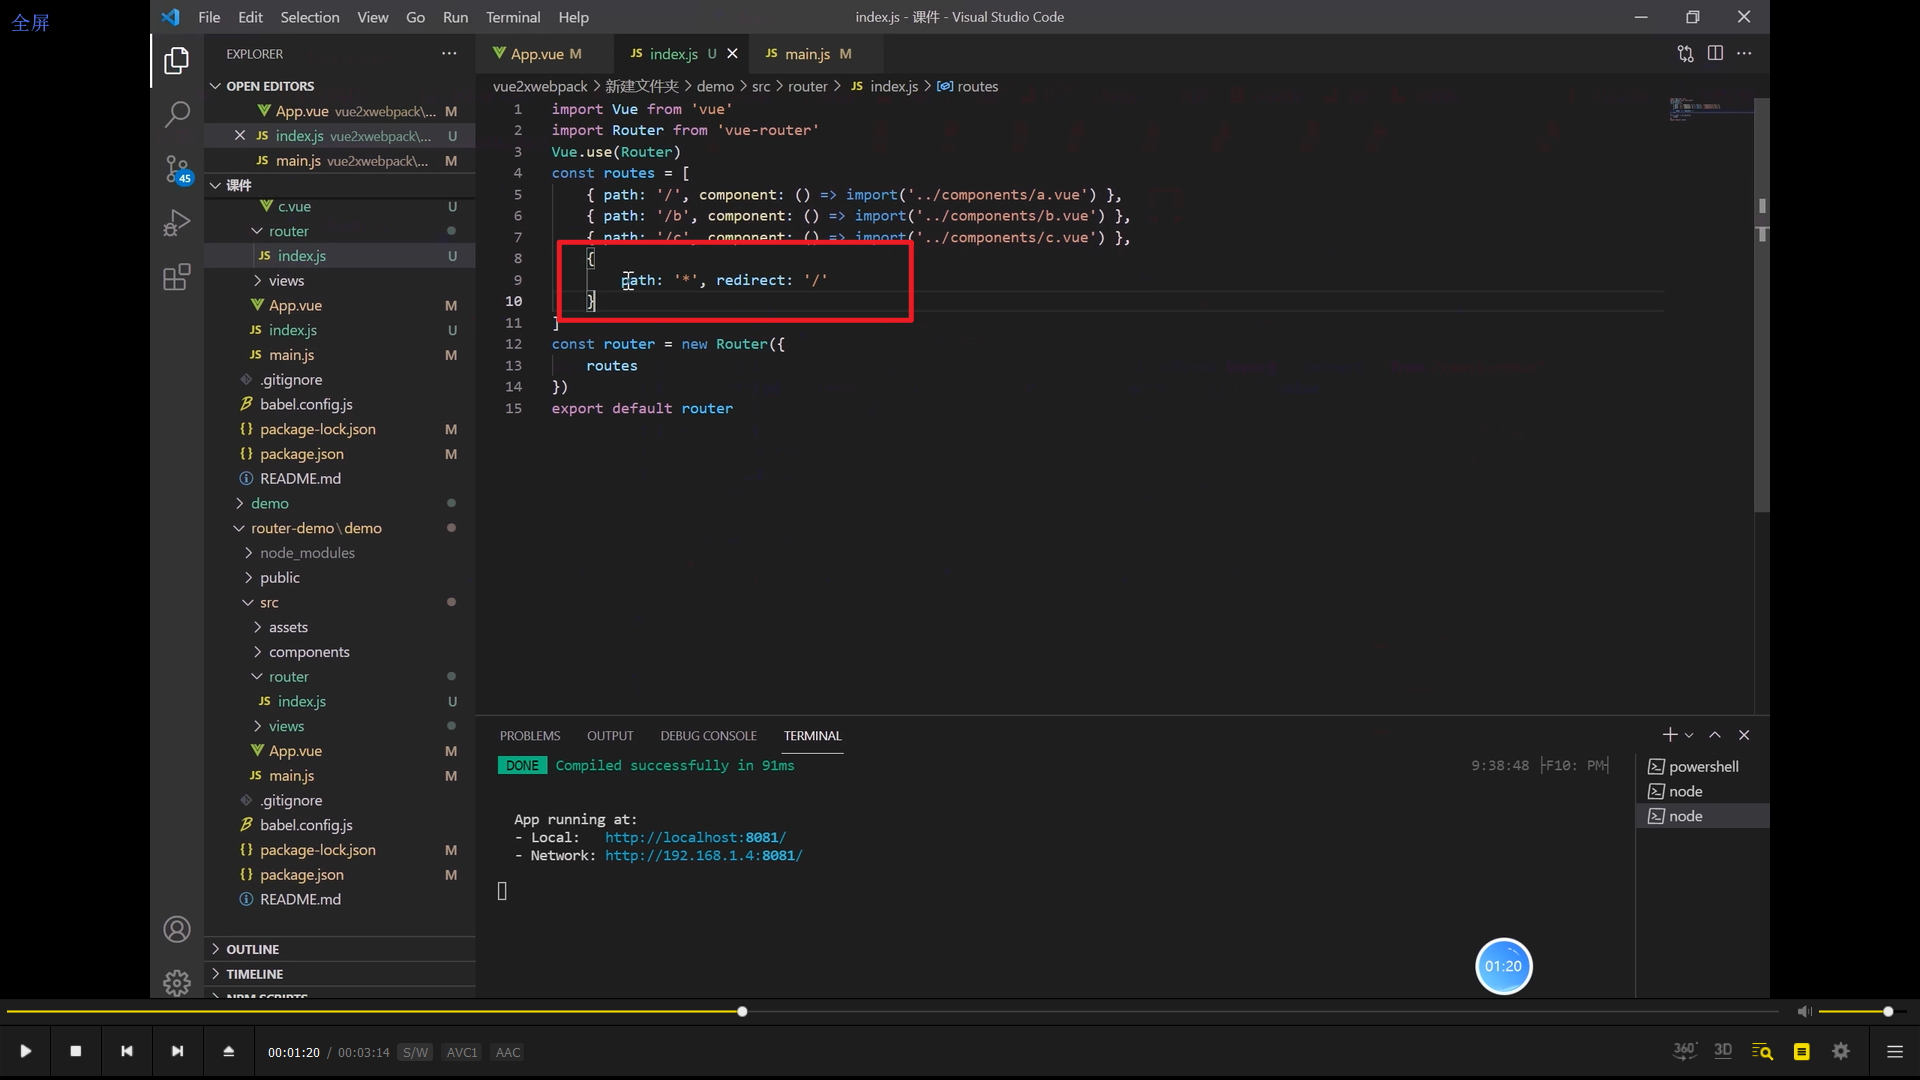 全屏
File Edit Selection View Go Run Terminal Help
index.js - 课件 - Visual Studio Code
EXPLORER
OPEN EDITORS
App.vue vue2xwebpack\... M
index.js vue2xwebpack\... U
main.js vue2xwebpack\... M
课件
c.vue U
router
index.js U
views
App.vue M
index.js U
main.js M
.gitignore
babel.config.js
package-lock.json M
package.json M
README.md
demo
router-demo\demo
node_modules
public
src
assets
components
router
index.js U
views
App.vue M
main.js M
.gitignore
babel.config.js
package-lock.json M
package.json M
README.md
OUTLINE
TIMELINE
NPM SCRIPTS
45
App.vue M
JS index.js U
JS main.js M
vue2xwebpack > 新建文件夹 > demo > src > router > JS index.js > routes
1 import Vue from 'vue'
2 import Router from 'vue-router'
3 Vue.use(Router)
4 const routes = [
5 { path: '/', component: () => import('../components/a.vue') },
6 { path: '/b', component: () => import('../components/b.vue') },
7 { path: '/c', component: () => import('../components/c.vue') },
8 {
9 path: '*', redirect: '/'
10 }
11 ]
12 const router = new Router({
13 routes
14 })
15 export default router
PROBLEMS OUTPUT DEBUG CONSOLE TERMINAL
DONE Compiled successfully in 91ms 9:38:48 ├F10: PM┤
App running at:
- Local: http://localhost:8081/
- Network: http://192.168.1.4:8081/
powershell
node
node
01:20
00:01:20 / 00:03:14 S/W AVC1 AAC
360° 3D